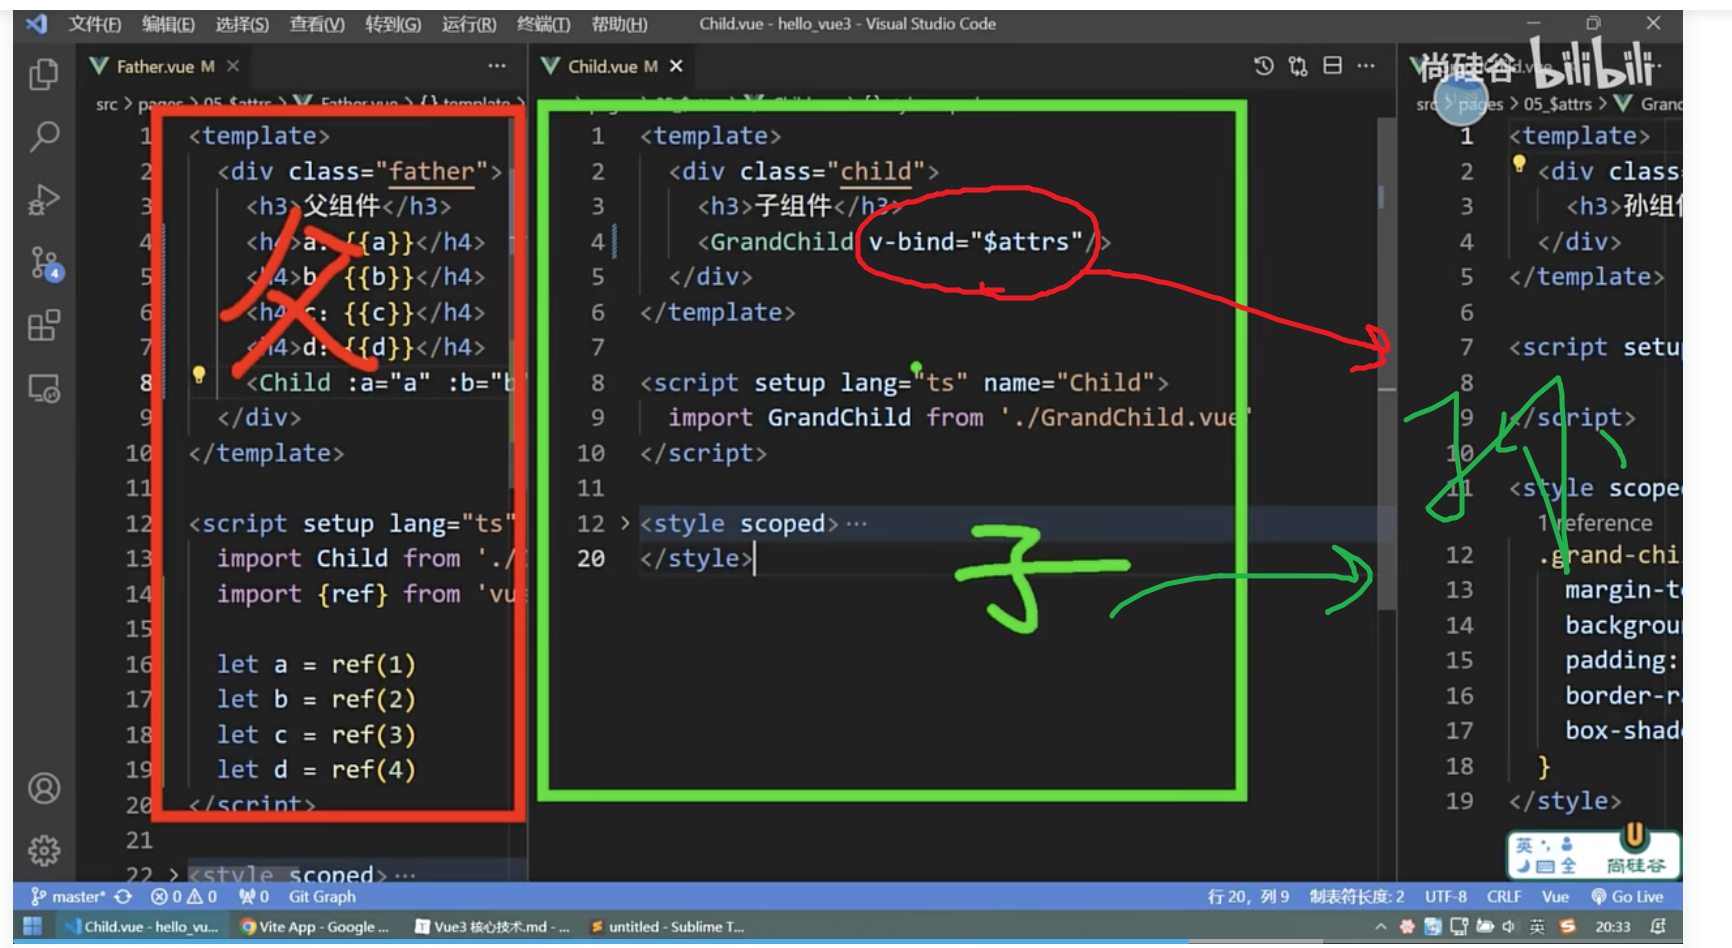 文件(F) 编辑(E) 选择(S) 查看(V) 转到(G) 运行(R) 终端(T) 帮助(H) Child.vue - hello_vue3 - Visual Studio Code
Father.vue M
src > pages > 05_$attrs > Father.vue > {} template >
1 <template>
2 <div class="father">
3 <h3>父组件</h3>
4 <h4>a: {{a}}</h4>
5 <h4>b: {{b}}</h4>
6 <h4>c: {{c}}</h4>
7 <h4>d: {{d}}</h4>
8 <Child :a="a" :b="b"
9 </div>
10 </template>
11
12 <script setup lang="ts"
13 import Child from './
14 import {ref} from 'vu
15
16 let a = ref(1)
17 let b = ref(2)
18 let c = ref(3)
19 let d = ref(4)
20 </script>
21
22 > <style scoped> ···
父
Child.vue M
1 <template>
2 <div class="child">
3 <h3>子组件</h3>
4 <GrandChild v-bind="$attrs"/>
5 </div>
6 </template>
7
8 <script setup lang="ts" name="Child">
9 import GrandChild from './GrandChild.vue'
10 </script>
11
12 > <style scoped> ···
20 </style>
子
尚硅谷 bilibili
src > pages > 05_$attrs > Grand
1 <template>
2 <div class
3 <h3>孙组件
4 </div>
5 </template>
6
7 <script setu
8
9 </script>
10
11 <style scope
1 reference
12 .grand-chi
13 margin-t
14 backgrou
15 padding:
16 border-r
17 box-shad
18 }
19 </style>
孙
英 全 尚硅谷
4
master* 0 0 0 Git Graph 行 20，列 9 制表符长度: 2 UTF-8 CRLF Vue Go Live
Child.vue - hello_vu... Vite App - Google ... Vue3 核心技术.md - ... untitled - Sublime T... 英 20:33